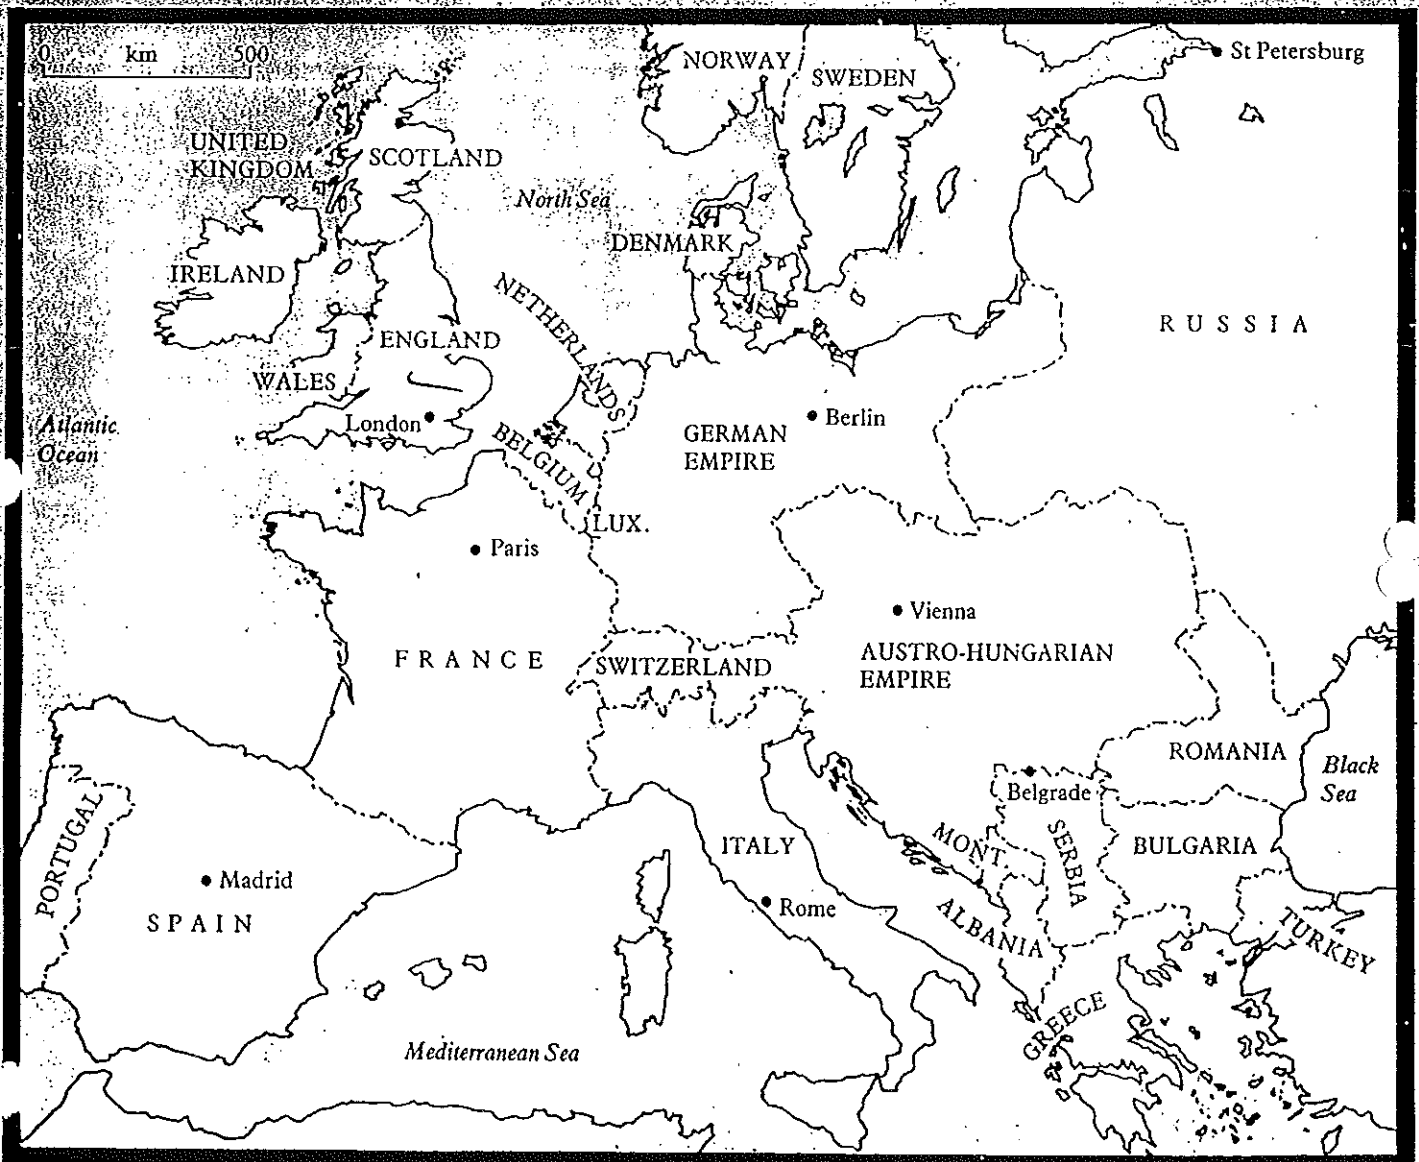 0 km 500
NORWAY
SWEDEN
St Petersburg
UNITED
KINGDOM
SCOTLAND
North Sea
DENMARK
IRELAND
NETHERLANDS
RUSSIA
ENGLAND
WALES
London
Atlantic
Ocean
BELGIUM
Berlin
GERMAN
EMPIRE
LUX.
Paris
Vienna
FRANCE
SWITZERLAND
AUSTRO-HUNGARIAN
EMPIRE
ROMANIA
Black
Sea
Belgrade
PORTUGAL
ITALY
MONT.
SERBIA
BULGARIA
Madrid
SPAIN
Rome
ALBANIA
TURKEY
GREECE
Mediterranean Sea